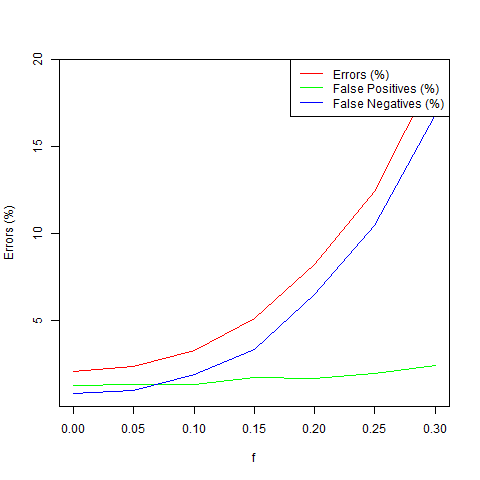 Errors (%)
20
15
10
5
Errors (%)
False Positives (%)
False Negatives (%)
0.00 0.05 0.10 0.15 0.20 0.25 0.30
f